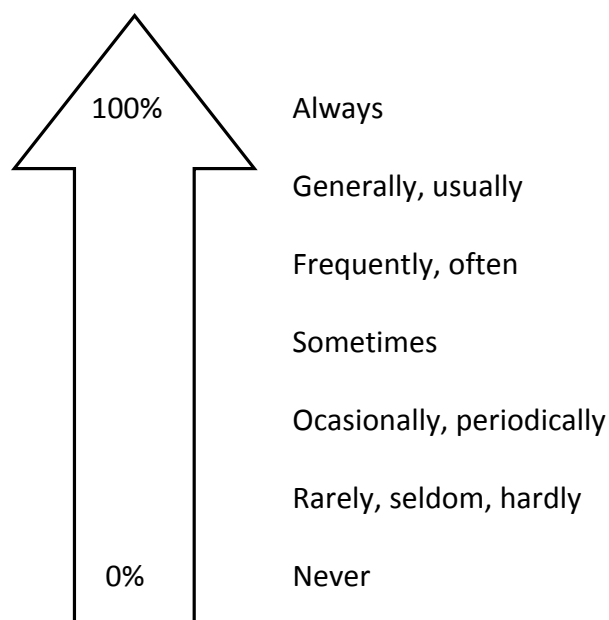 100% Always
Generally, usually
Frequently, often
Sometimes
Ocasionally, periodically
Rarely, seldom, hardly
0% Never